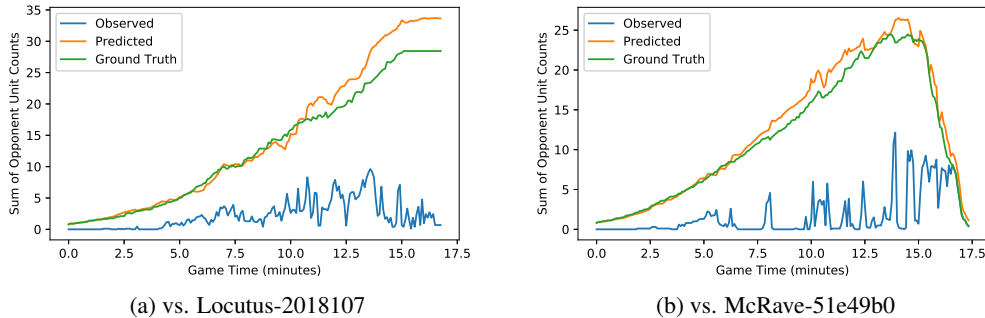 Sum of Opponent Unit Counts
35
30
25
20
15
10
5
0
Observed
Predicted
Ground Truth
0.0 2.5 5.0 7.5 10.0 12.5 15.0 17.5
Game Time (minutes)
(a) vs. Locutus-2018107
Sum of Opponent Unit Counts
25
20
15
10
5
0
Observed
Predicted
Ground Truth
0.0 2.5 5.0 7.5 10.0 12.5 15.0 17.5
Game Time (minutes)
(b) vs. McRave-51e49b0